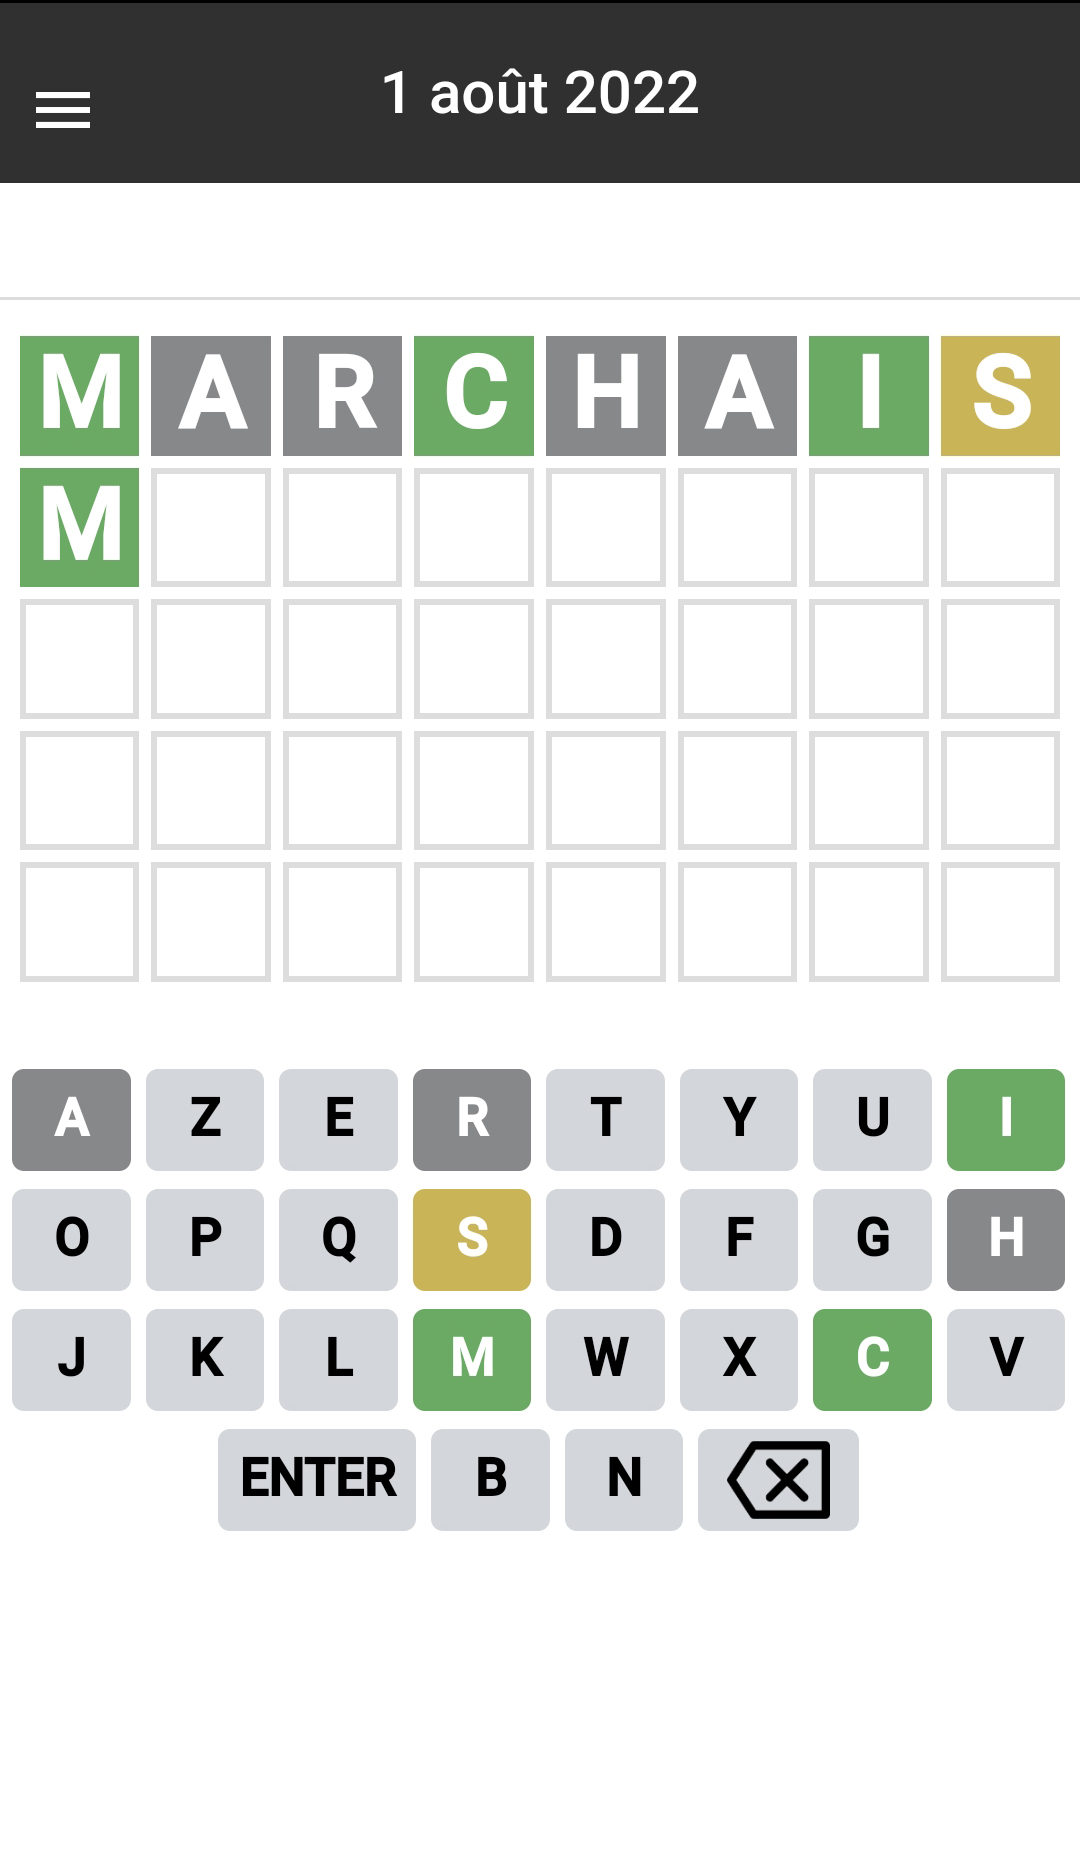 1 août 2022
M A R C H A I S
M
A Z E R T Y U I
O P Q S D F G H
J K L M W X C V
ENTER B N